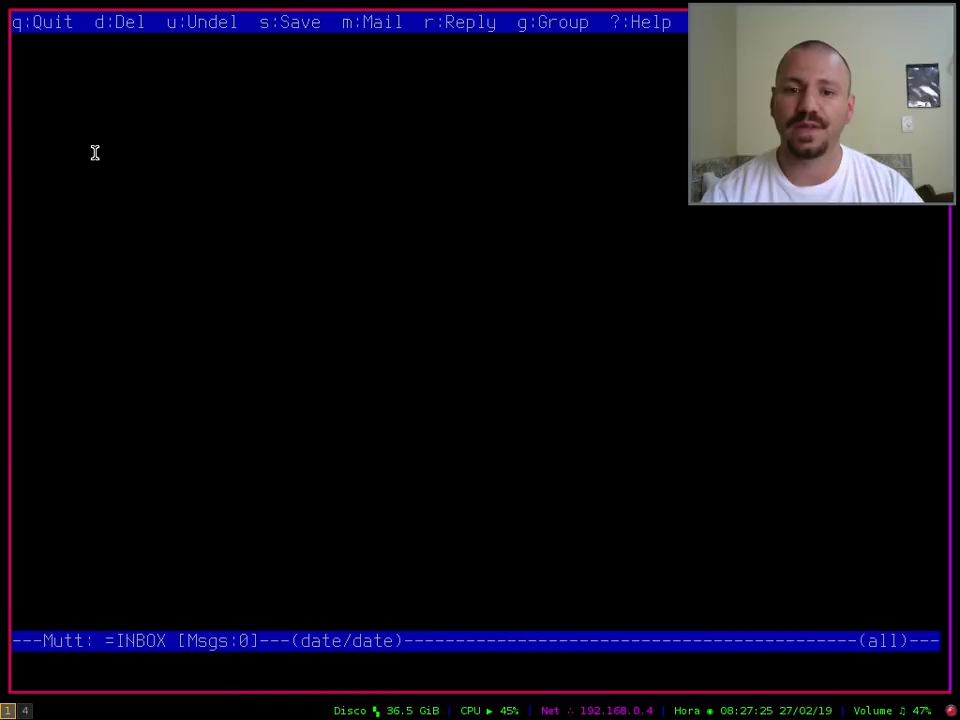 q:Quit d:Del u:Undel s:Save m:Mail r:Reply g:Group ?:Help
---Mutt: =INBOX [Msgs:0]---(date/date)--------------------------------------------(all)---
1 4 Disco ▚ 36.5 GiB | CPU ▶ 45% | Net ∴ 192.168.0.4 | Hora ◉ 08:27:25 27/02/19 | Volume ♫ 47%